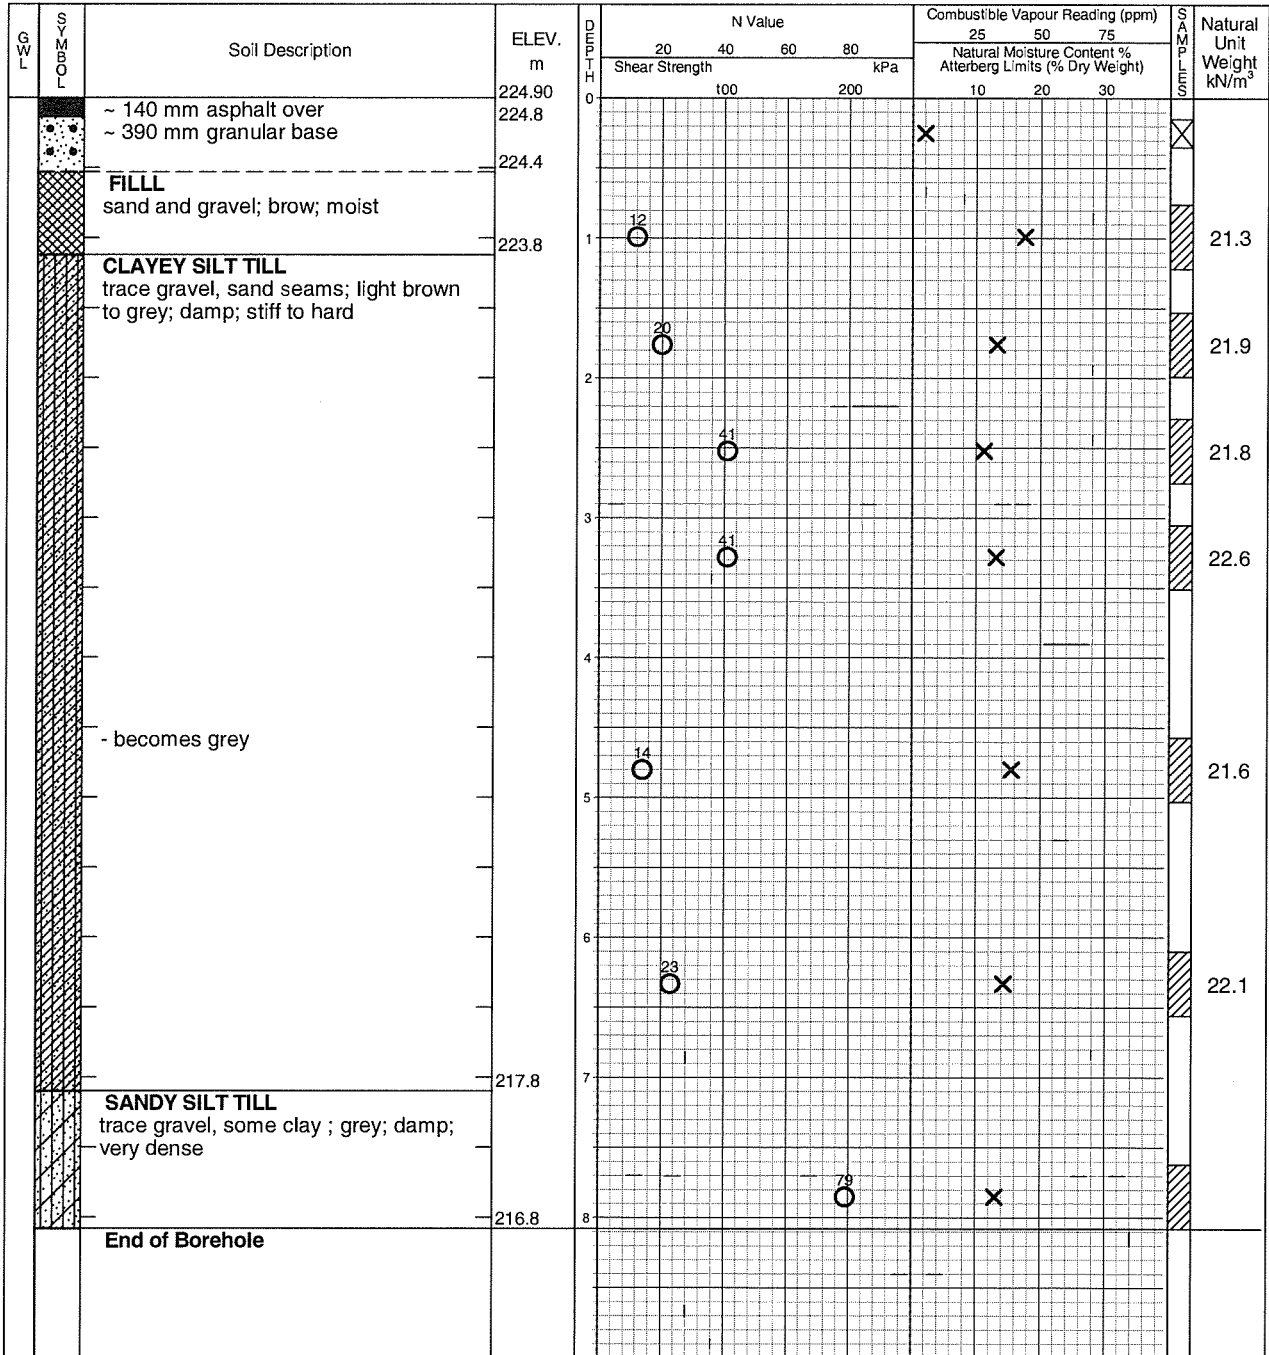 GWL
SYMBOL
Soil Description
ELEV.
m
DEPTH
N Value
20 40 60 80
Shear Strength kPa
100 200
Combustible Vapour Reading (ppm)
25 50 75
Natural Moisture Content %
Atterberg Limits (% Dry Weight)
10 20 30
SAMPLES
Natural
Unit
Weight
kN/m³
224.90
0
~ 140 mm asphalt over
224.8
~ 390 mm granular base
224.4
FILLL
sand and gravel; brow; moist
12
1
21.3
223.8
CLAYEY SILT TILL
trace gravel, sand seams; light brown
to grey; damp; stiff to hard
20
21.9
2
41
21.8
3
41
22.6
4
- becomes grey
14
21.6
5
6
23
22.1
7
217.8
SANDY SILT TILL
trace gravel, some clay ; grey; damp;
very dense
79
8
216.8
End of Borehole